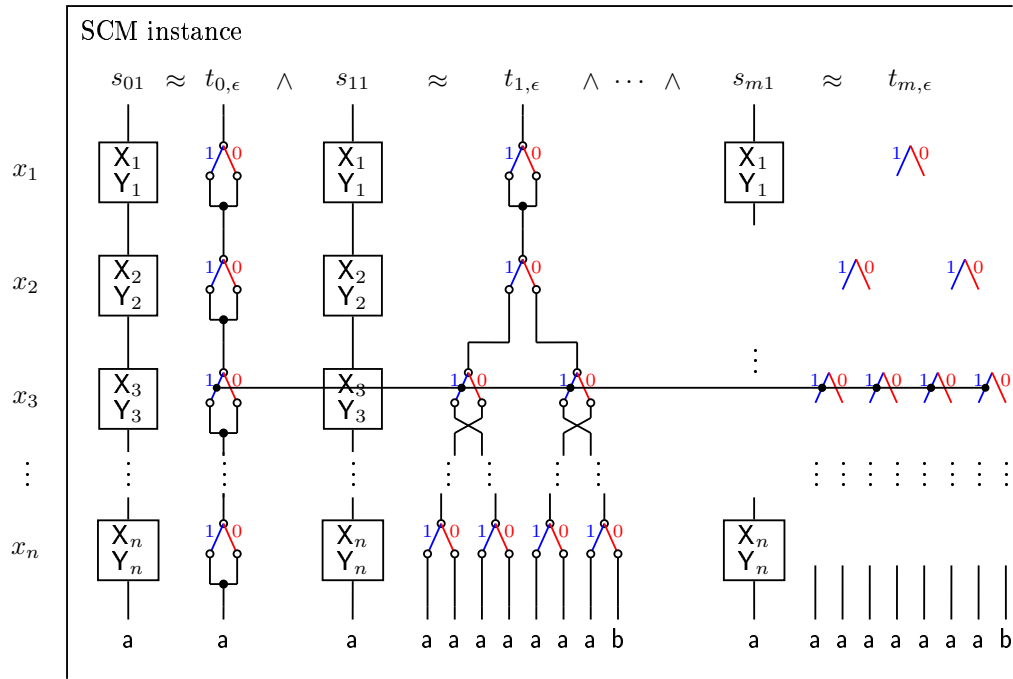 SCM instance
s₀₁ ≈ t₀,ϵ ∧ s₁₁ ≈ t₁,ϵ ∧ ⋯ ∧ sₘ₁ ≈ tₘ,ϵ
x₁ X₁ 1 0 X₁ 1 0 X₁ 1 0
Y₁ Y₁ Y₁
x₂ X₂ 1 0 X₂ 1 0 1 0 1 0
Y₂ Y₂
⋮
x₃ X₃ 1 0 X₃ 1 0 1 0 1 0 1 0 1 0 1 0
Y₃ Y₃
⋮ ⋮ ⋮ ⋮ ⋮ ⋮ ⋮ ⋮ ⋮ ⋮ ⋮ ⋮ ⋮ ⋮ ⋮ ⋮
xₙ Xₙ 1 0 Xₙ 1 0 1 0 1 0 1 0 Xₙ
Yₙ Yₙ Yₙ
a a a a a a a a a a b a a a a a a a a b